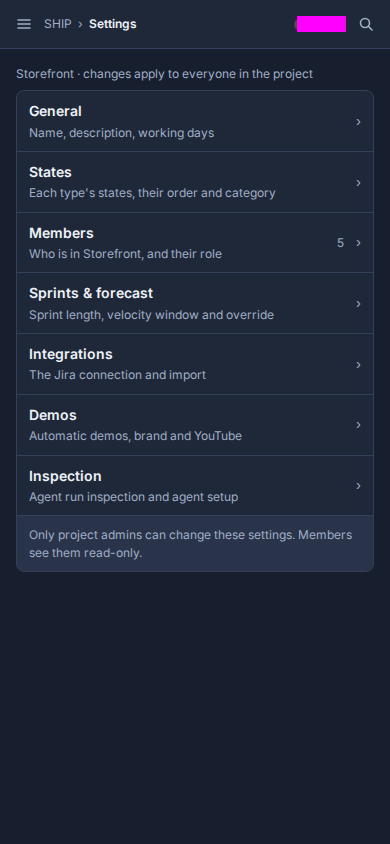 SHIP › Settings
Storefront · changes apply to everyone in the project
General
Name, description, working days
›
States
Each type's states, their order and category
›
Members
Who is in Storefront, and their role
5 ›
Sprints & forecast
Sprint length, velocity window and override
›
Integrations
The Jira connection and import
›
Demos
Automatic demos, brand and YouTube
›
Inspection
Agent run inspection and agent setup
›
Only project admins can change these settings. Members
see them read-only.